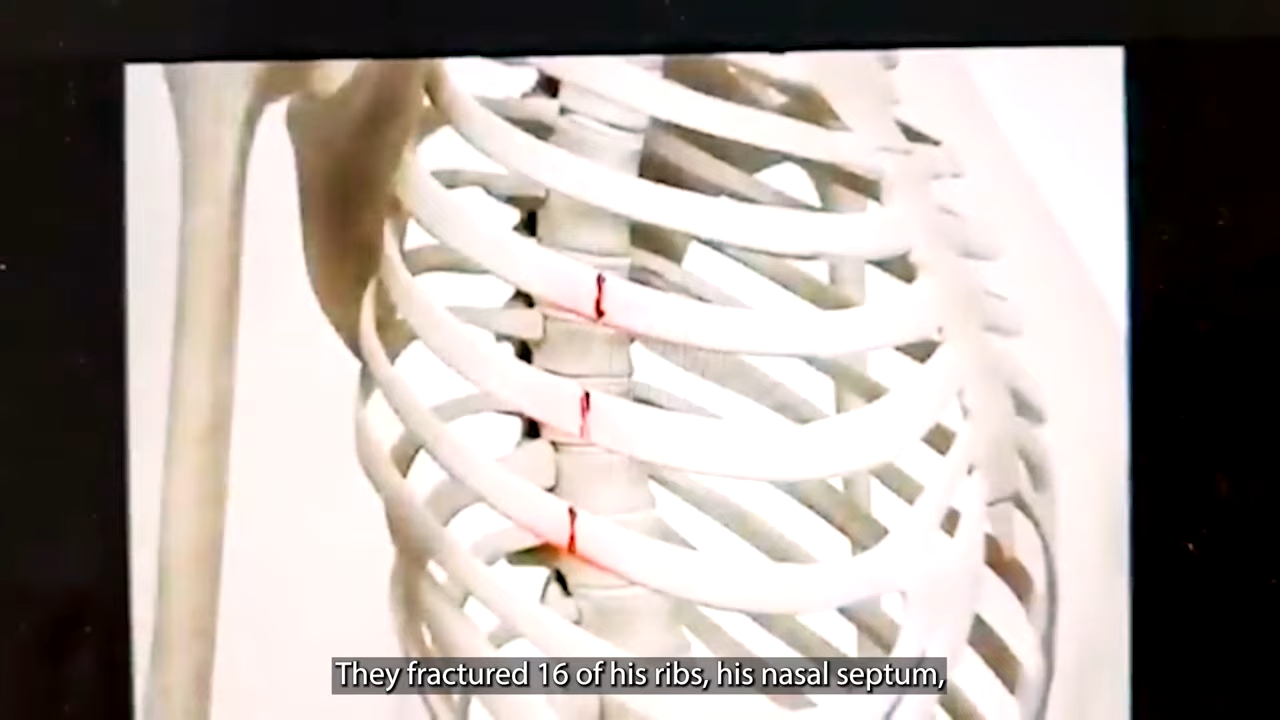 They fractured 16 of his ribs, his nasal septum,